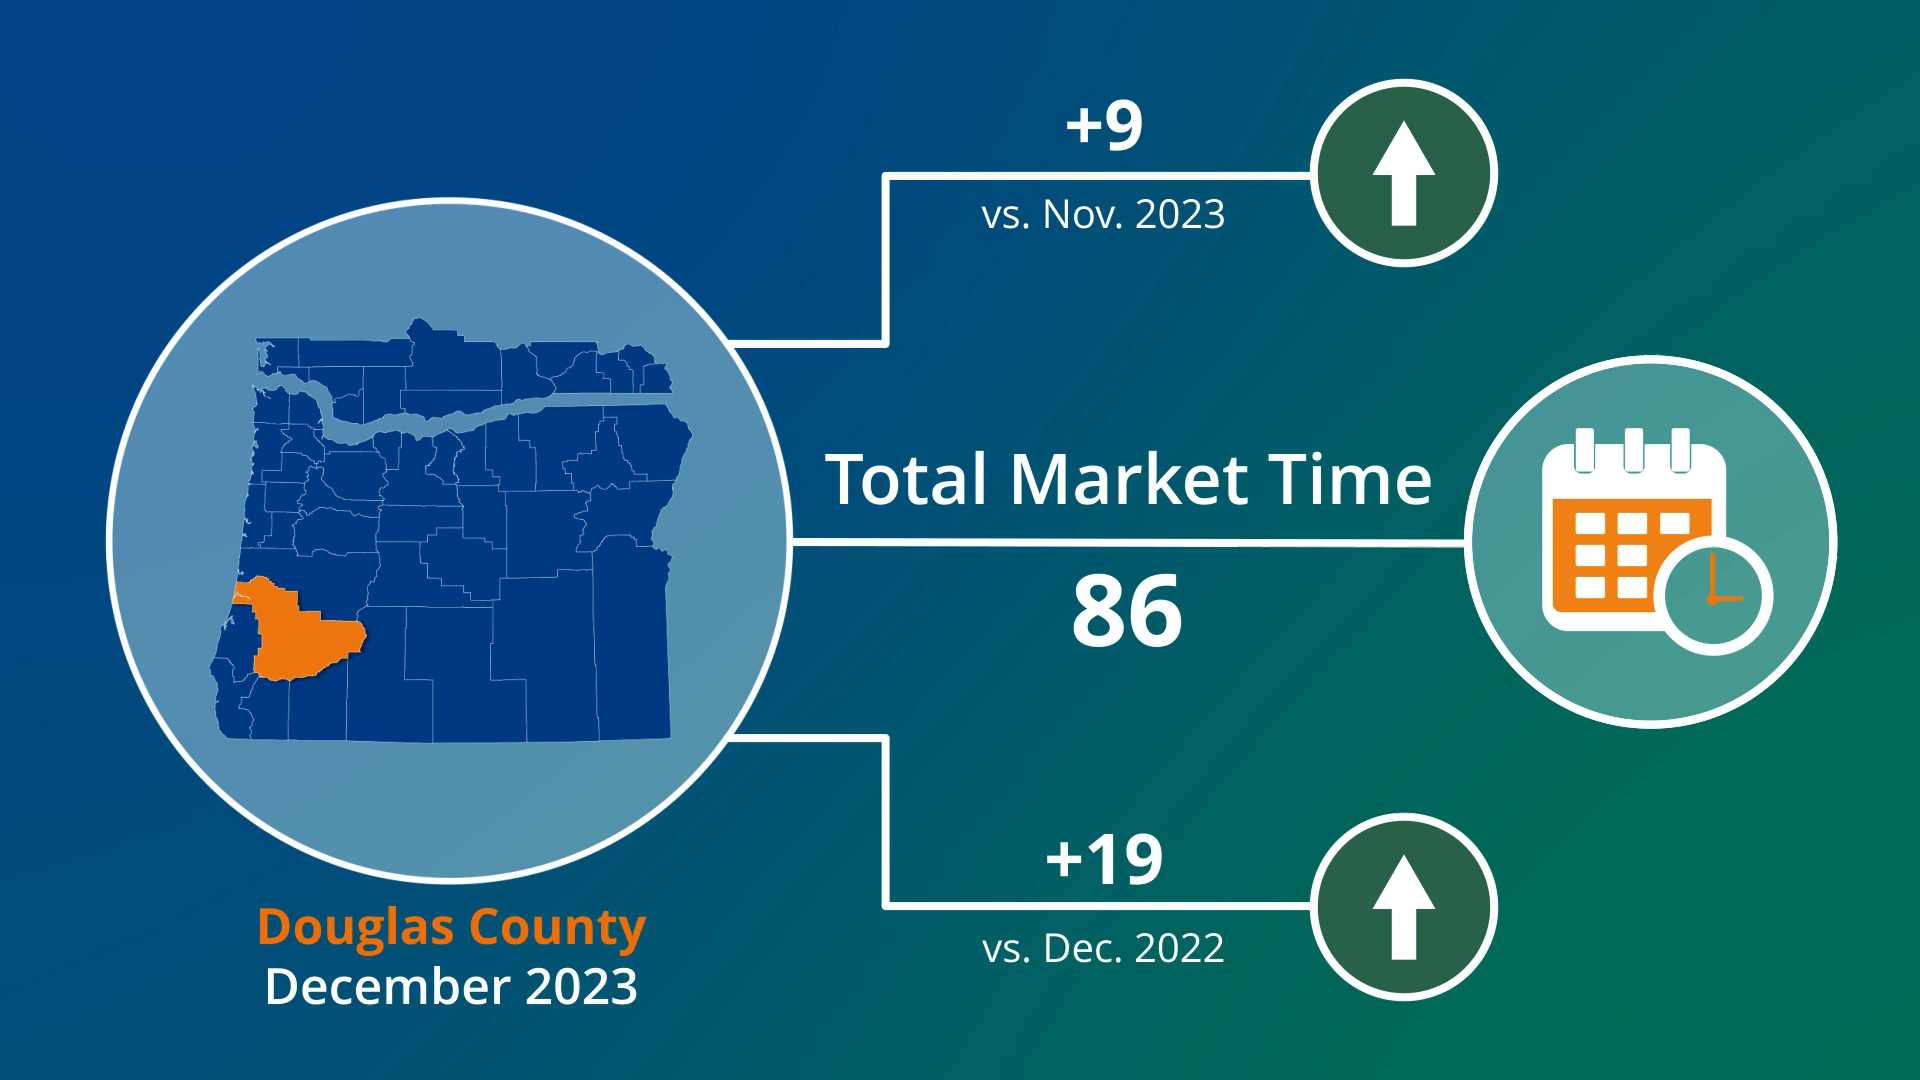 +9
vs. Nov. 2023
Total Market Time
86
+19
vs. Dec. 2022
Douglas County
December 2023